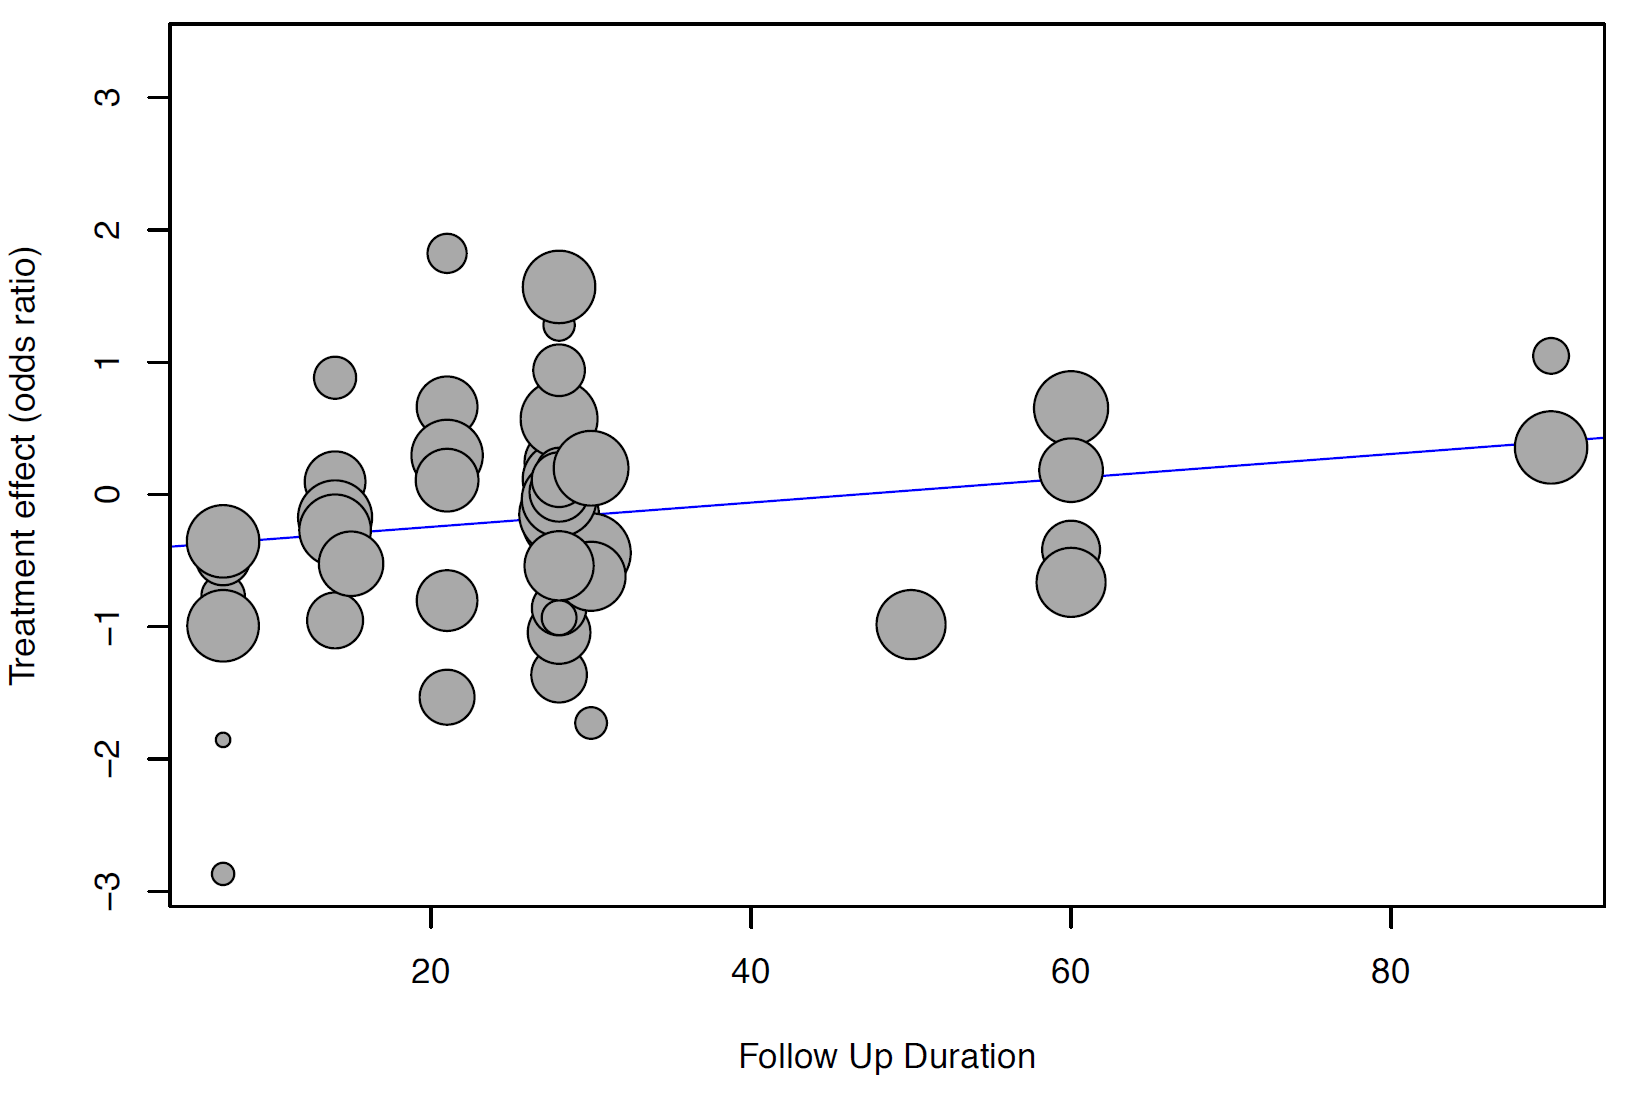 Treatment effect (odds ratio)
3
2
1
0
−1
−2
−3
20 40 60 80
Follow Up Duration